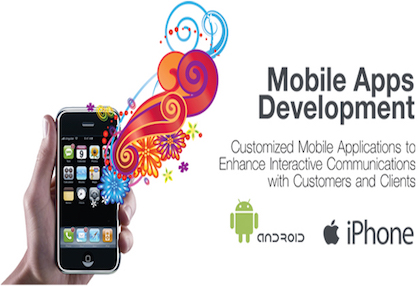 Mobile Apps
Development
Customized Mobile Applications to
Enhance Interactive Communications
with Customers and Clients
ANDROID
iPhone